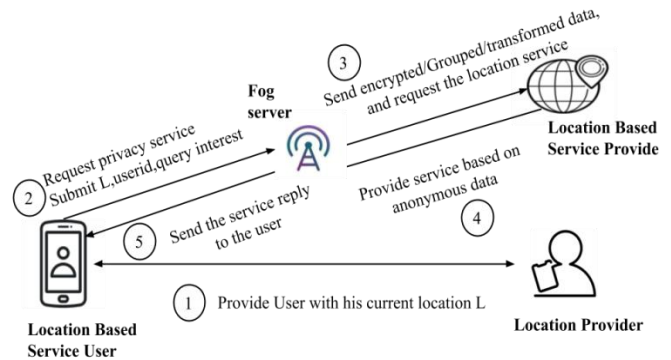 3
Send encrypted/Grouped/transformed data,
and request the location service
Fog
server
Location Based
Service Provide
Request privacy service
Submit L,userid,query interest
2
Provide service based on
anonymous data
4
5
Send the service reply
to the user
1
Provide User with his current location L
Location Based
Service User
Location Provider